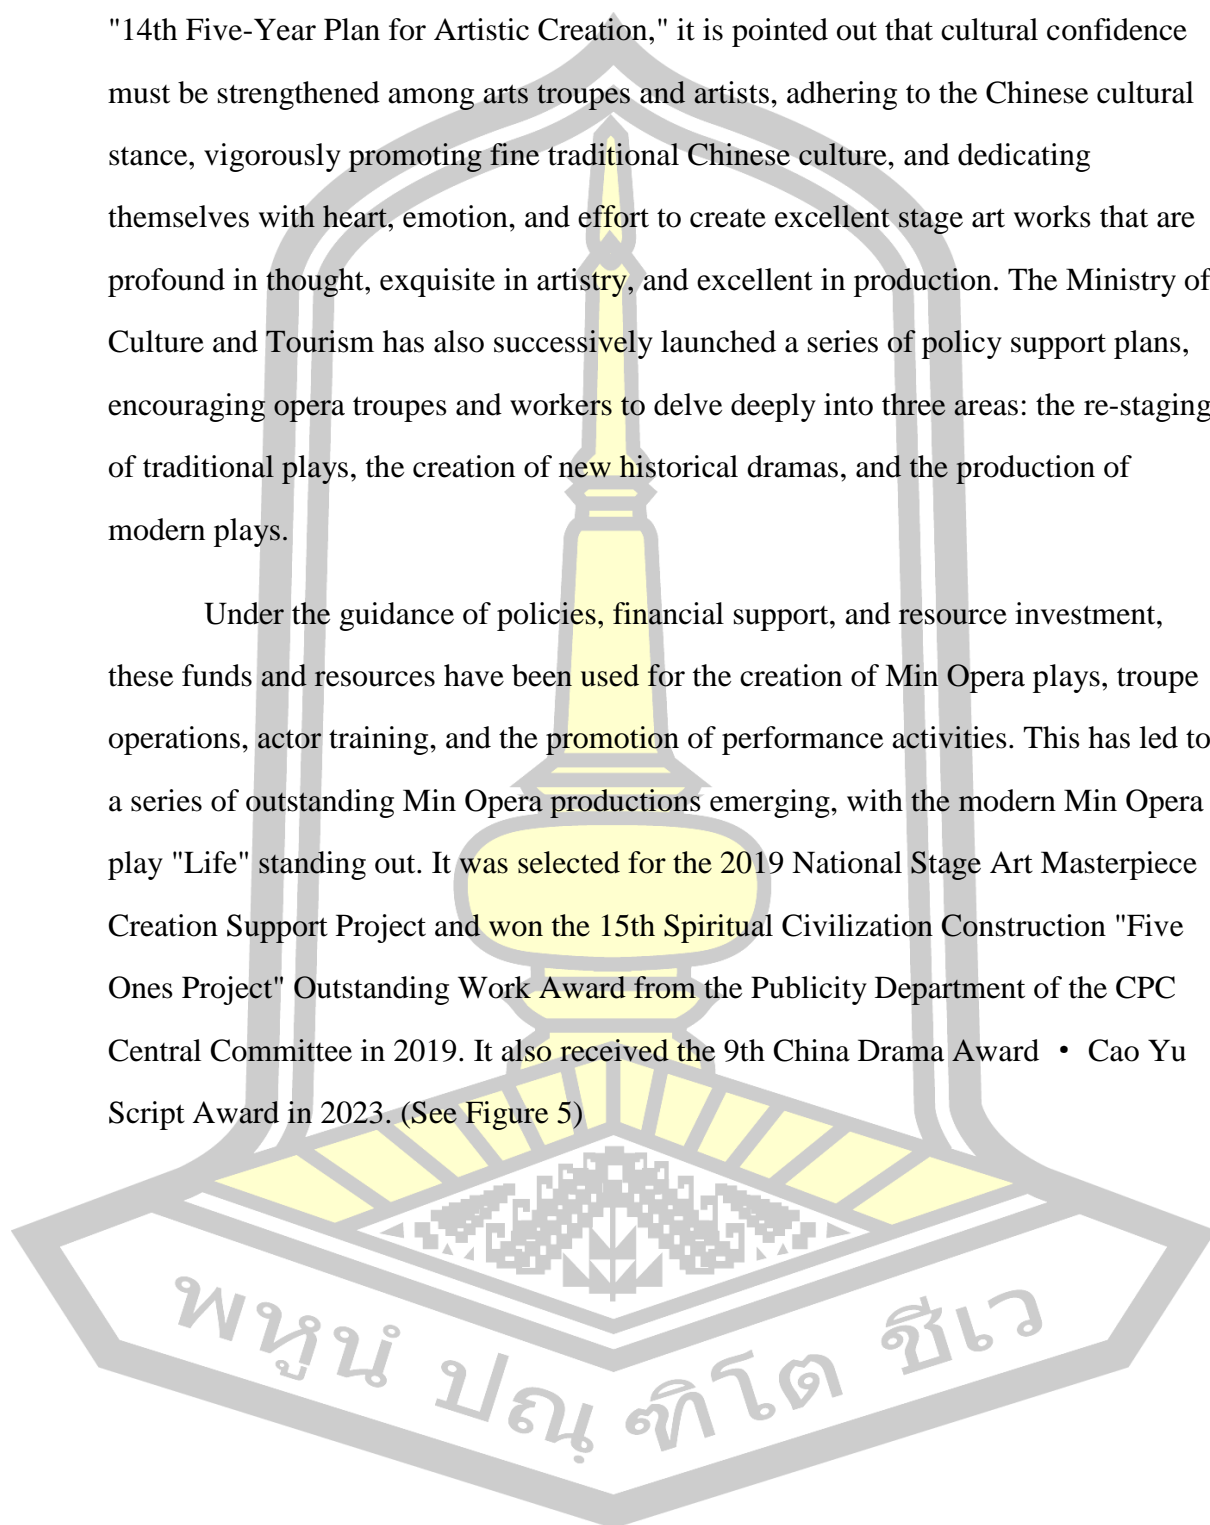 "14th Five-Year Plan for Artistic Creation," it is pointed out that cultural confidence
must be strengthened among arts troupes and artists, adhering to the Chinese cultural
stance, vigorously promoting fine traditional Chinese culture, and dedicating
themselves with heart, emotion, and effort to create excellent stage art works that are
profound in thought, exquisite in artistry, and excellent in production. The Ministry of
Culture and Tourism has also successively launched a series of policy support plans,
encouraging opera troupes and workers to delve deeply into three areas: the re-staging
of traditional plays, the creation of new historical dramas, and the production of
modern plays.
Under the guidance of policies, financial support, and resource investment,
these funds and resources have been used for the creation of Min Opera plays, troupe
operations, actor training, and the promotion of performance activities. This has led to
a series of outstanding Min Opera productions emerging, with the modern Min Opera
play "Life" standing out. It was selected for the 2019 National Stage Art Masterpiece
Creation Support Project and won the 15th Spiritual Civilization Construction "Five
Ones Project" Outstanding Work Award from the Publicity Department of the CPC
Central Committee in 2019. It also received the 9th China Drama Award • Cao Yu
Script Award in 2023. (See Figure 5)
พหูนํ ปณฺฑิโต ชีเว